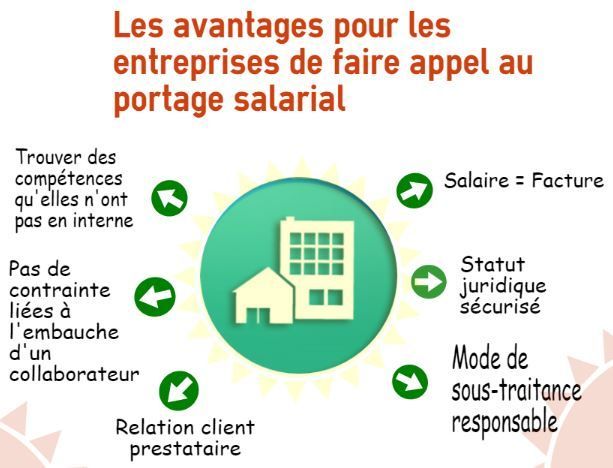 Les avantages pour les
entreprises de faire appel au
portage salarial
Trouver des
compétences
qu'elles n'ont
pas en interne
Salaire = Facture
Pas de
contrainte
liées à
l'embauche
d'un
collaborateur
Statut
juridique
sécurisé
Mode de
sous-traitance
responsable
Relation client
prestataire